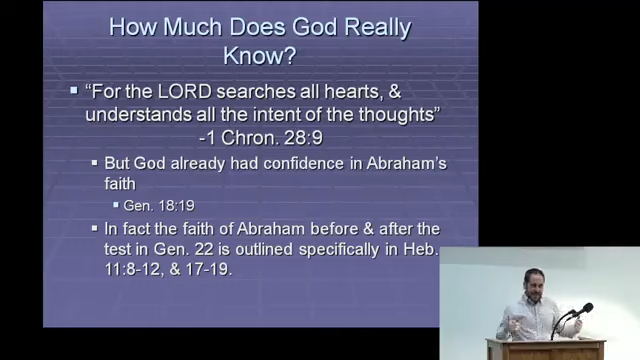 How Much Does God Really
Know?
“For the LORD searches all hearts, &
understands all the intent of the thoughts”
-1 Chron. 28:9
But God already had confidence in Abraham’s
faith
Gen. 18:19
In fact the faith of Abraham before & after the
test in Gen. 22 is outlined specifically in Heb.
11:8-12, & 17-19.